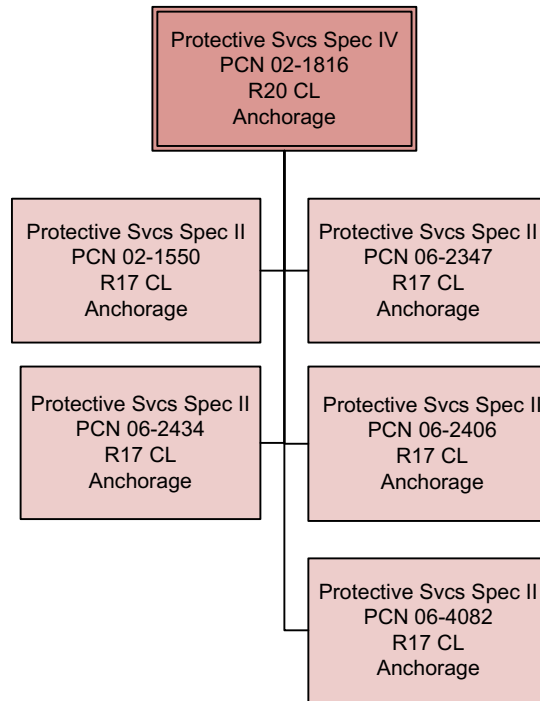 Protective Svcs Spec IV
PCN 02-1816
R20 CL
Anchorage
Protective Svcs Spec II
PCN 02-1550
R17 CL
Anchorage
Protective Svcs Spec II
PCN 06-2347
R17 CL
Anchorage
Protective Svcs Spec II
PCN 06-2434
R17 CL
Anchorage
Protective Svcs Spec II
PCN 06-2406
R17 CL
Anchorage
Protective Svcs Spec II
PCN 06-4082
R17 CL
Anchorage